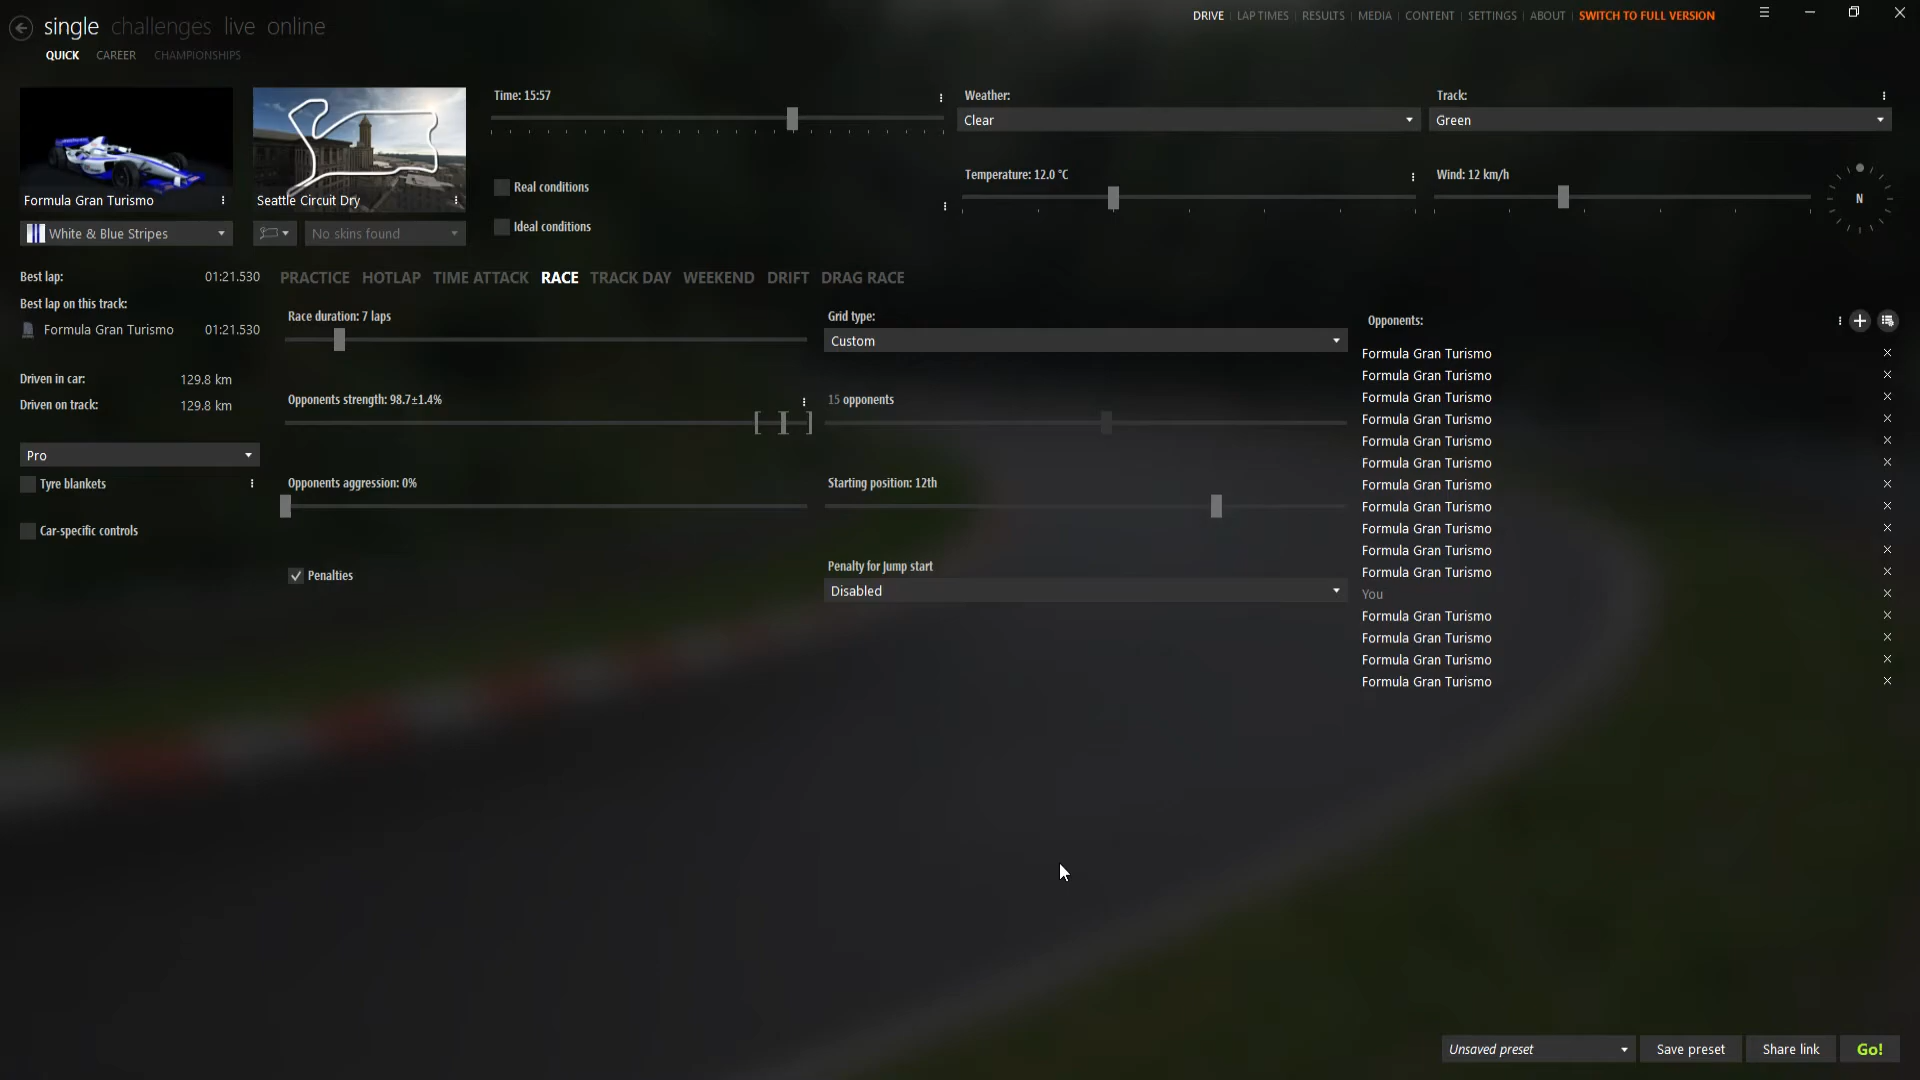 single challenges live online
DRIVE | LAP TIMES | RESULTS | MEDIA | CONTENT | SETTINGS | ABOUT | SWITCH TO FULL VERSION
QUICK CAREER CHAMPIONSHIPS
Formula Gran Turismo
White & Blue Stripes
Seattle Circuit Dry
No skins found
Time: 15:57
Real conditions
Ideal conditions
Weather:
Clear
Track:
Green
Temperature: 12.0 °C
Wind: 12 km/h
N
Best lap: 01:21.530
Best lap on this track:
Formula Gran Turismo 01:21.530
Driven in car: 129.8 km
Driven on track: 129.8 km
Pro
Tyre blankets
Car-specific controls
PRACTICE HOTLAP TIME ATTACK RACE TRACK DAY WEEKEND DRIFT DRAG RACE
Race duration: 7 laps
Opponents strength: 98.7±1.4%
Opponents aggression: 0%
Penalties
Grid type:
Custom
15 opponents
Starting position: 12th
Penalty for jump start
Disabled
Opponents:
Formula Gran Turismo
Formula Gran Turismo
Formula Gran Turismo
Formula Gran Turismo
Formula Gran Turismo
Formula Gran Turismo
Formula Gran Turismo
Formula Gran Turismo
Formula Gran Turismo
Formula Gran Turismo
Formula Gran Turismo
You
Formula Gran Turismo
Formula Gran Turismo
Formula Gran Turismo
Formula Gran Turismo
Unsaved preset
Save preset
Share link
Go!